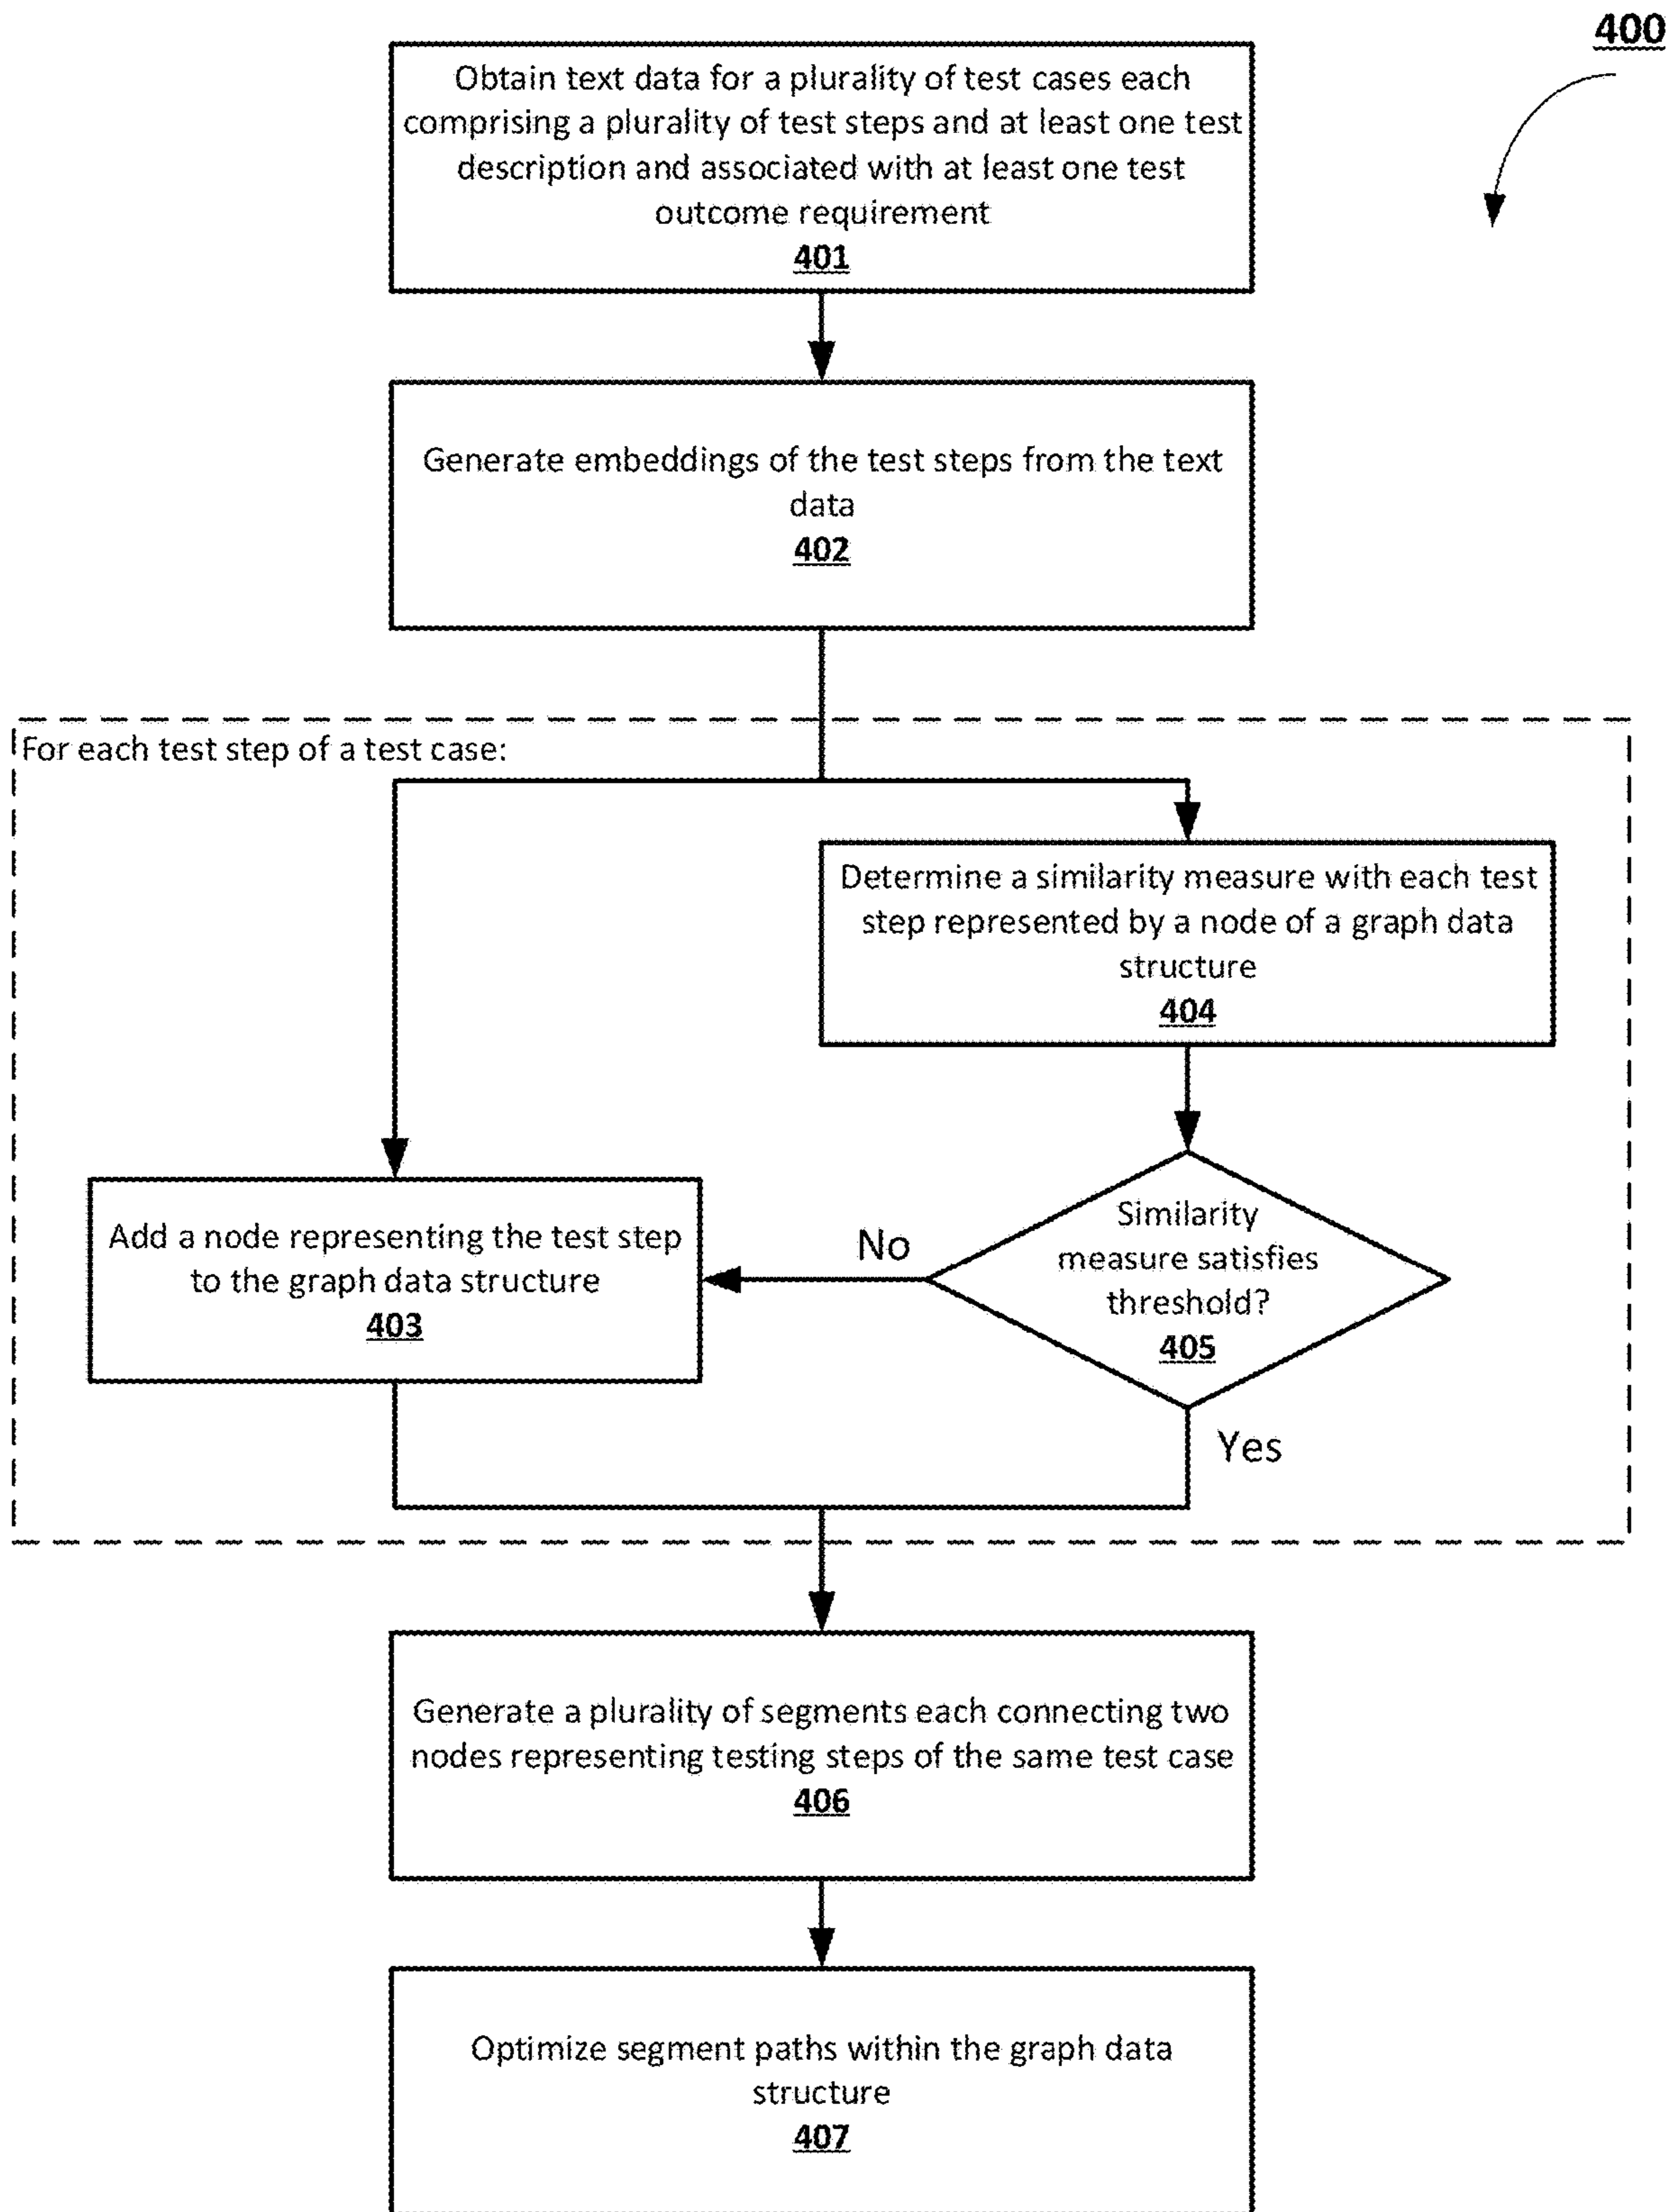 400
Obtain text data for a plurality of test cases each
comprising a plurality of test steps and at least one test
description and associated with at least one test
outcome requirement
401
Generate embeddings of the test steps from the text
data
402
For each test step of a test case:
Determine a similarity measure with each test
step represented by a node of a graph data
structure
404
Add a node representing the test step
to the graph data structure
403
No
Similarity
measure satisfies
threshold?
405
Yes
Generate a plurality of segments each connecting two
nodes representing testing steps of the same test case
406
Optimize segment paths within the graph data
structure
407